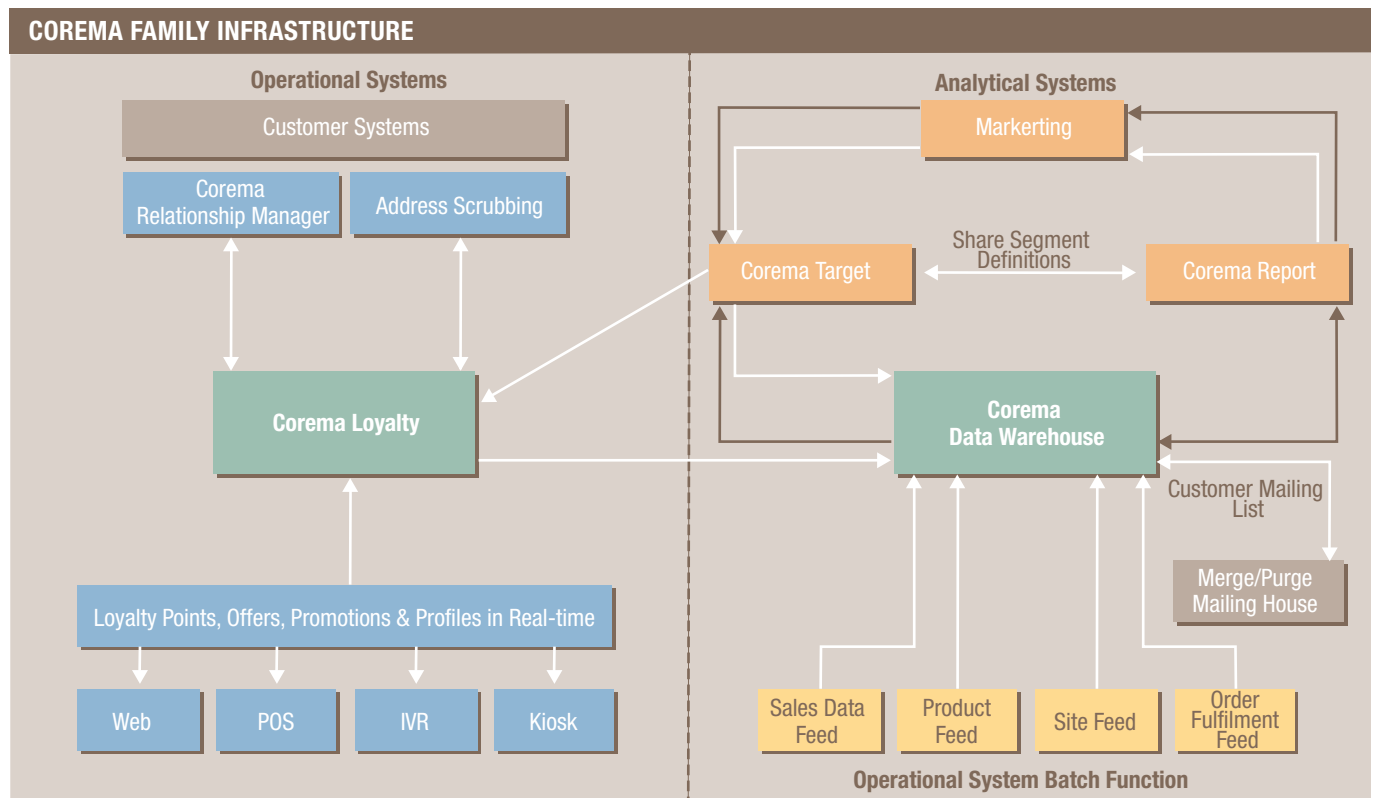 COREMA FAMILY INFRASTRUCTURE
Operational Systems
Customer Systems
Corema
Relationship Manager
Address Scrubbing
Corema Loyalty
Loyalty Points, Offers, Promotions & Profiles in Real-time
Web
POS
IVR
Kiosk
Analytical Systems
Markerting
Corema Target
Share Segment
Definitions
Corema Report
Corema
Data Warehouse
Customer Mailing
List
Merge/Purge
Mailing House
Sales Data
Feed
Product
Feed
Site Feed
Order
Fulfilment
Feed
Operational System Batch Function